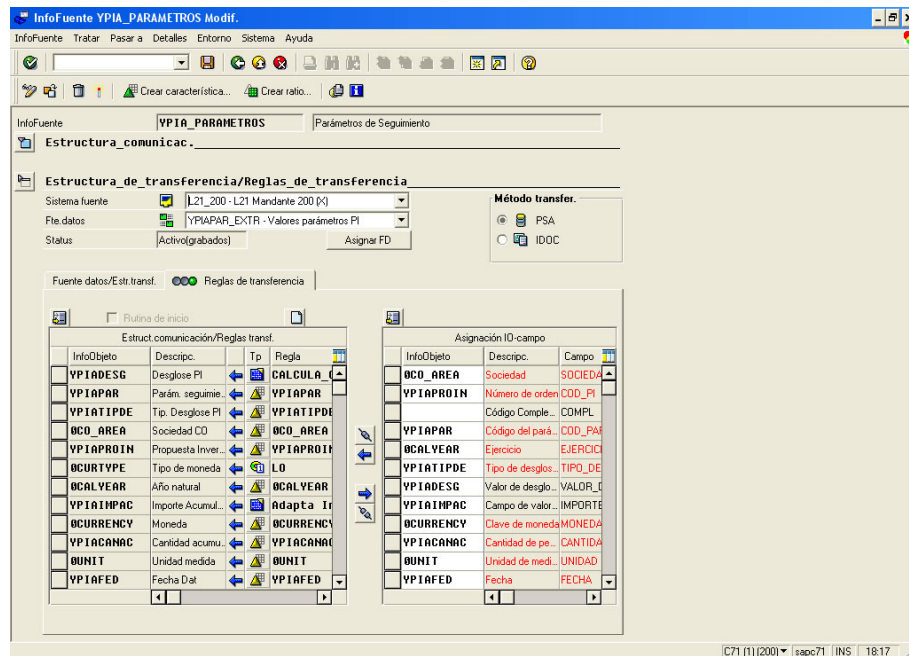 InfoFuente YPIA_PARAMETROS Modif.
InfoFuente Tratar Pasar a Detalles Entorno Sistema Ayuda
Crear característica... Crear ratio...
InfoFuente YPIA_PARAMETROS Parámetros de Seguimiento
Estructura_comunicac.
Estructura_de_transferencia/Reglas_de_transferencia
Sistema fuente L21_200 - L21 Mandante 200 (X) Método transfer.
Fte.datos YPIAPAR_EXTR - Valores parámetros PI PSA
Status Activo(grabados) Asignar FD IDOC
Fuente datos/Estr.transf. Reglas de transferencia
Rutina de inicio
Estruct.comunicación/Reglas transf. Asignación IO-campo
InfoObjeto Descripc. Tp Regla InfoObjeto Descripc. Campo
YPIADESG Desglose PI CALCULA_ 0CO_AREA Sociedad SOCIEDA
YPIAPAR Parám. seguimie.. YPIAPAR YPIAPROIN Número de orden COD_PI
YPIATIPDE Tip. Desglose PI YPIATIPDE Código Comple... COMPL
0CO_AREA Sociedad CO 0CO_AREA YPIAPAR Código del pará.. COD_PAR
YPIAPROIN Propuesta Inver.. YPIAPROIN 0CALYEAR Ejercicio EJERCICI
0CURTYPE Tipo de moneda LO YPIATIPDE Tipo de desglos.. TIPO_DE
0CALYEAR Año natural 0CALYEAR YPIADESG Valor de desglo.. VALOR_D
YPIAIMPAC Importe Acumul.. Adapta Im YPIAIMPAC Campo de valor.. IMPORTE
0CURRENCY Moneda 0CURRENCY 0CURRENCY Clave de moneda MONEDA
YPIACANAC Cantidad acumu.. YPIACANAC YPIACANAC Cantidad de pe.. CANTIDA
0UNIT Unidad medida 0UNIT 0UNIT Unidad de medi.. UNIDAD
YPIAFED Fecha Dat YPIAFED YPIAFED Fecha FECHA
C71 (1) (200) sapc71 INS 18:17